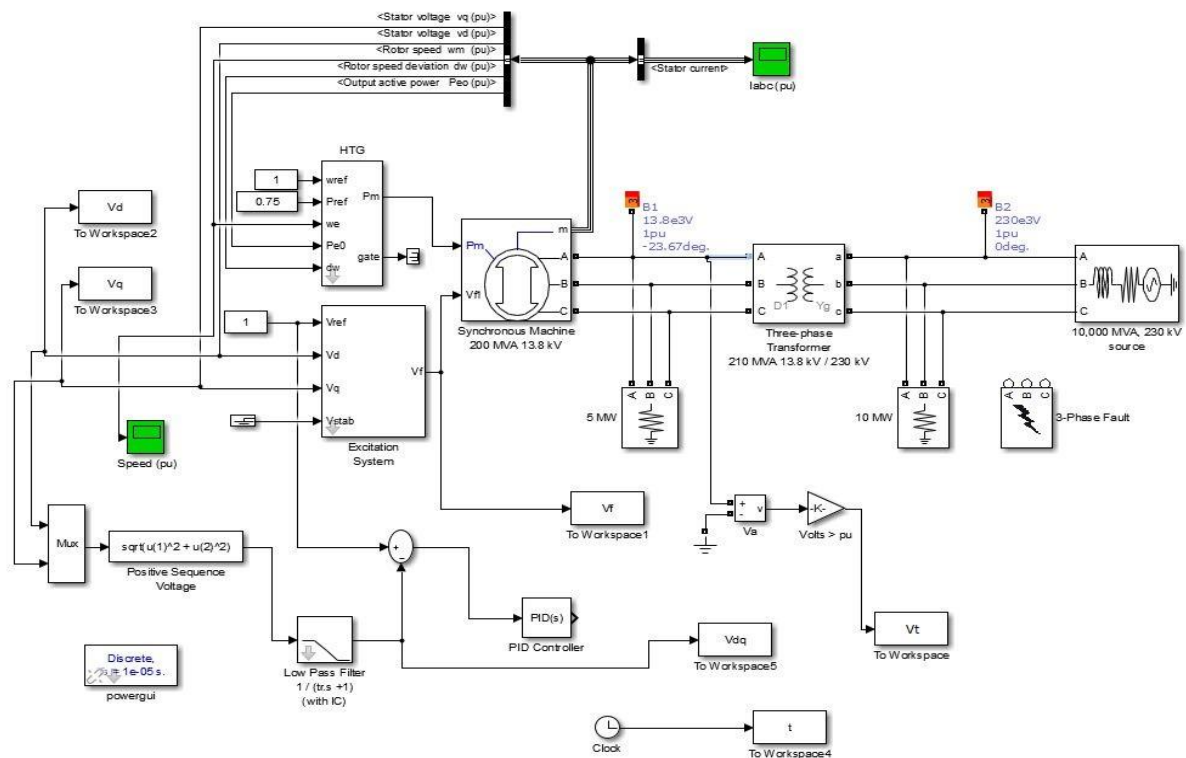 <Stator voltage vq (pu)>
<Stator voltage vd (pu)>
<Rotor speed wm (pu)>
<Rotor speed deviation dw (pu)>
<Output active power Peo (pu)>
<Stator current>
Iabc (pu)
HTG
1
0.75
wref
Pref
we
Pe0
dw
Pm
gate
Vd
To Workspace2
Vq
To Workspace3
1
Vref
Vd
Vq
Vstab
Vf
Excitation
System
Speed (pu)
Pm
Vf
m
A
B
C
Synchronous Machine
200 MVA 13.8 kV
3
B1
13.8e3V
1pu
-23.67deg.
A
B
C
D1
Yg
a
b
c
Three-phase
Transformer
210 MVA 13.8 kV / 230 kV
3
B2
230e3V
1pu
0deg.
A
B
C
10,000 MVA, 230 kV
source
A B C
5 MW
A B C
10 MW
A B C
3-Phase Fault
Vf
To Workspace1
+
-
v
Va
-K-
Volts > pu
Mux
sqrt(u(1)^2 + u(2)^2)
Positive Sequence
Voltage
+
-
PID(s)
PID Controller
Vdq
To Workspace5
Vt
To Workspace
Low Pass Filter
1 / (tr.s +1)
(with IC)
Discrete,
= 1e-05 s.
powergui
Clock
t
To Workspace4